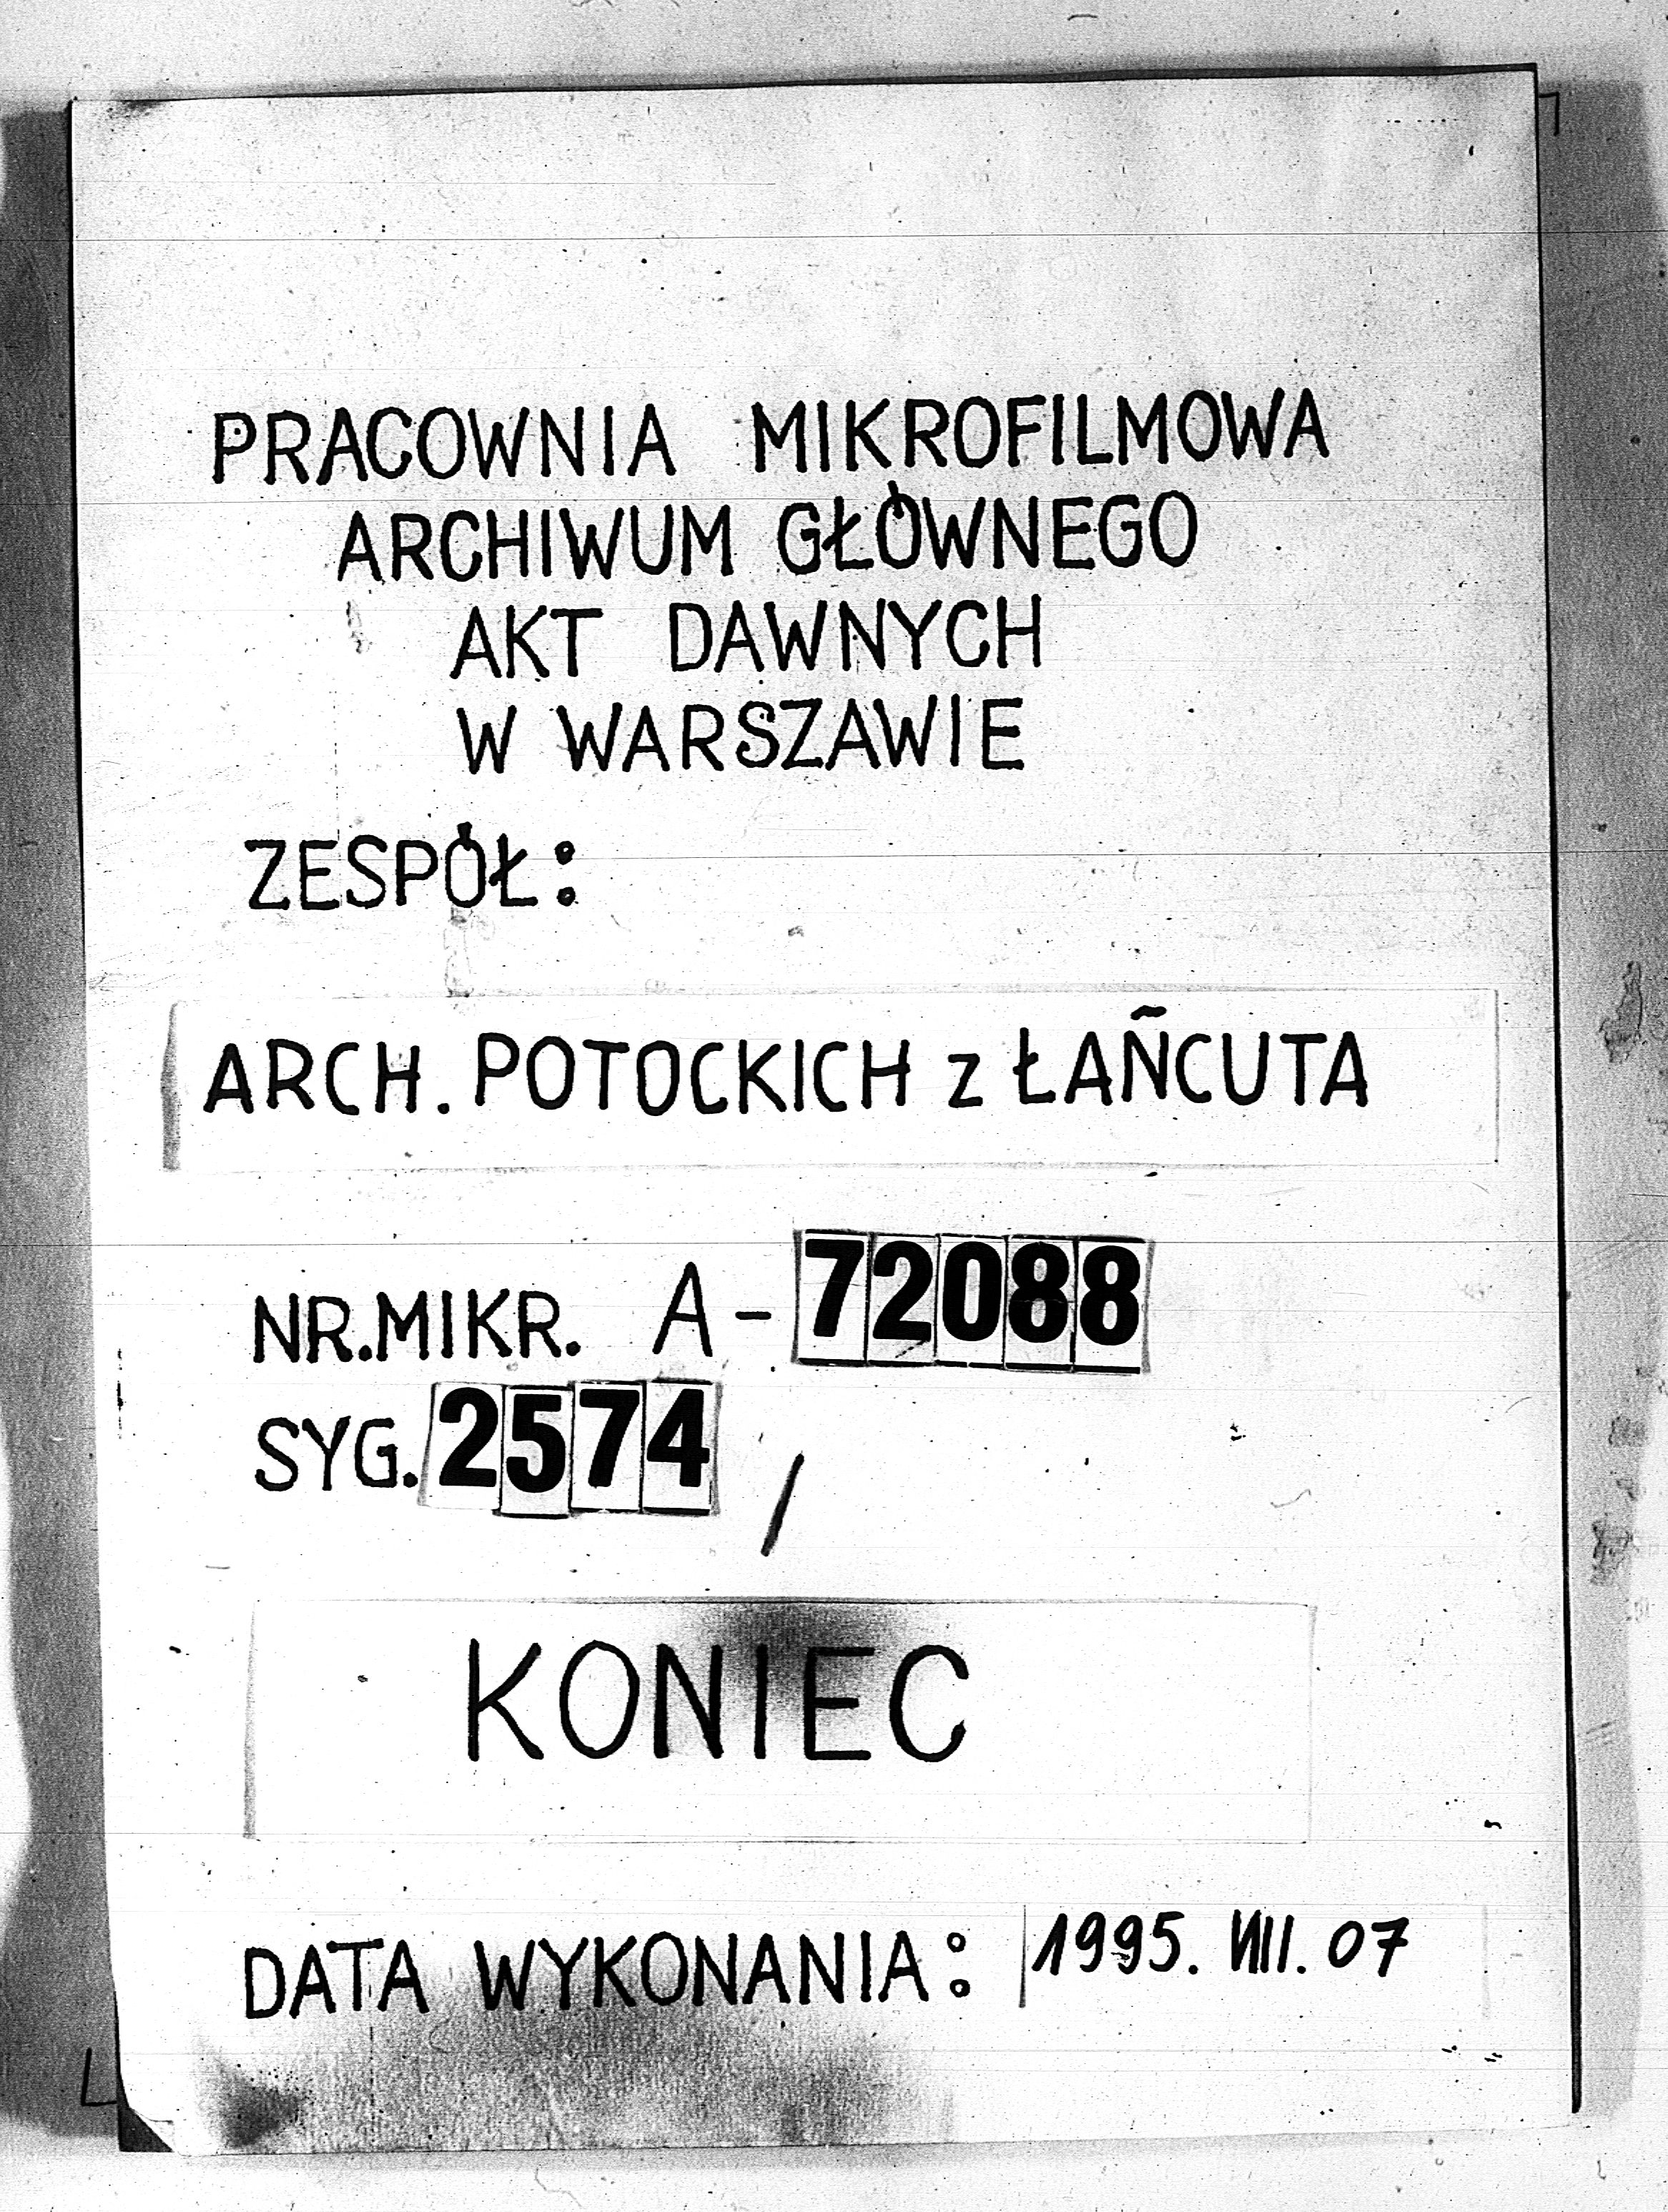 PRACOWNIA MIKROFILMOWA
ARCHIWUM GŁÓWNEGO
AKT DAWNYCH
W WARSZAWIE
ZESPÓŁ:
ARCH. POTOCKICH z ŁAŃCUTA
NR.MIKR. A-72088
SYG. 2574 /
KONIEC
DATA WYKONANIA: 1995. VIII. 07